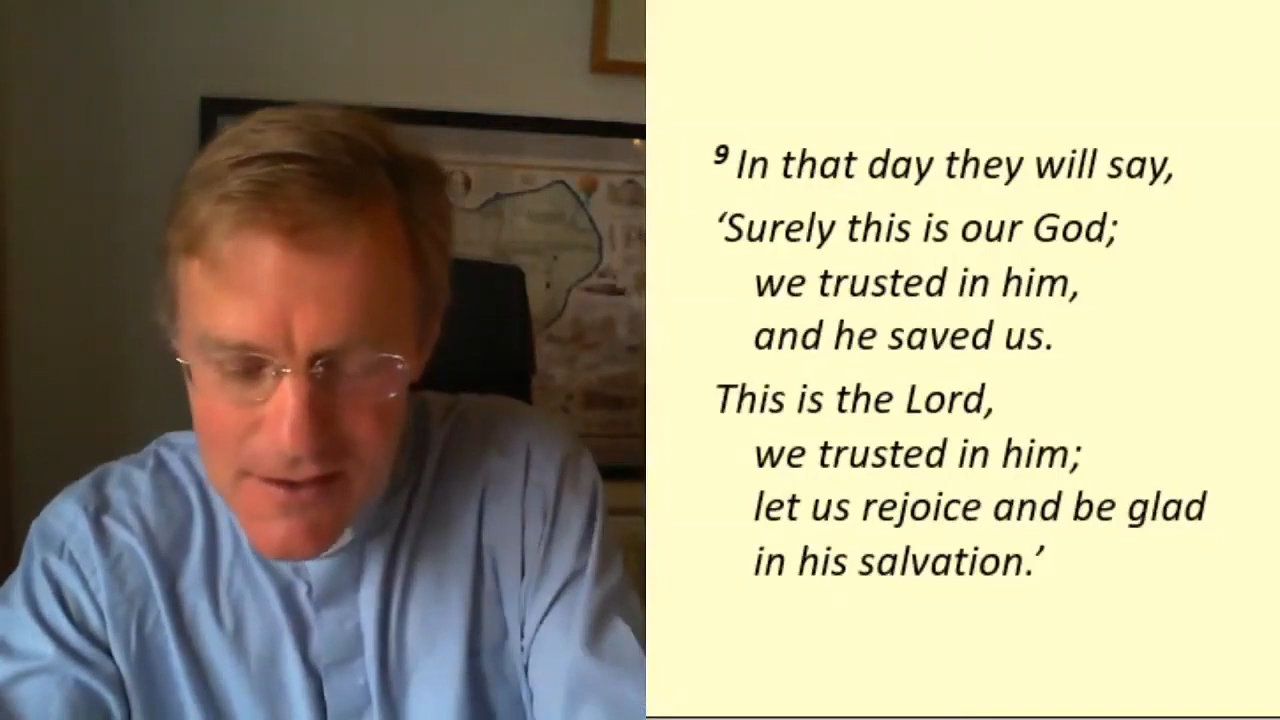 ⁹ In that day they will say,
‘Surely this is our God;
we trusted in him,
and he saved us.
This is the Lord,
we trusted in him;
let us rejoice and be glad
in his salvation.’